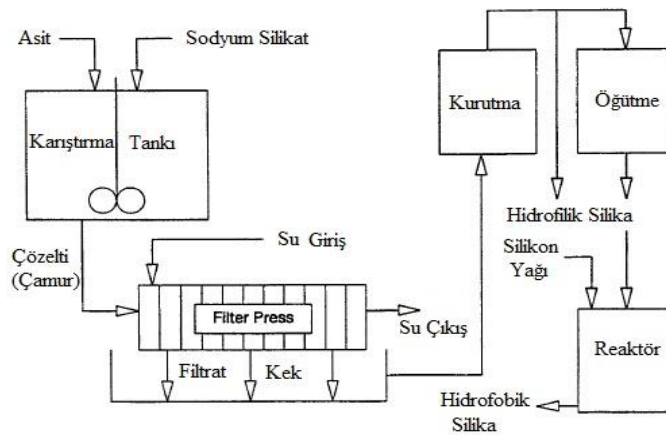 Asit
Sodyum Silikat
Karıştırma
Tankı
Çözelti
(Çamur)
Su Giriş
Filter Press
Su Çıkış
Filtrat
Kek
Kurutma
Öğütme
Hidrofilik Silika
Silikon
Yağı
Reaktör
Hidrofobik
Silika